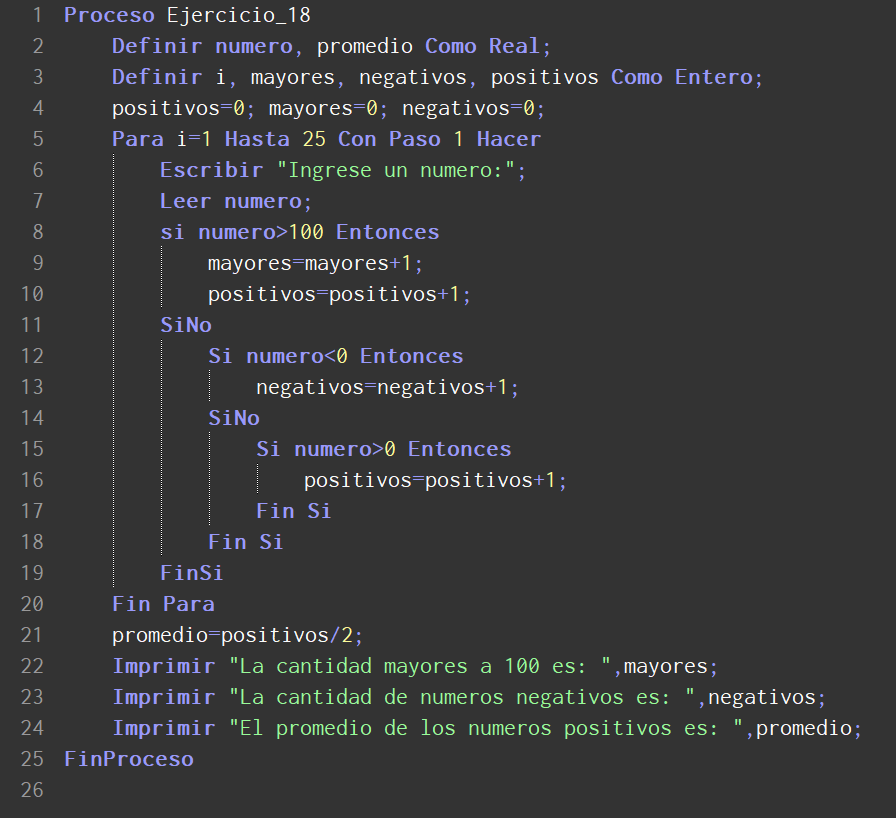 1 Proceso Ejercicio_18
2 Definir numero, promedio Como Real;
3 Definir i, mayores, negativos, positivos Como Entero;
4 positivos=0; mayores=0; negativos=0;
5 Para i=1 Hasta 25 Con Paso 1 Hacer
6 Escribir "Ingrese un numero:";
7 Leer numero;
8 si numero>100 Entonces
9 mayores=mayores+1;
10 positivos=positivos+1;
11 SiNo
12 Si numero<0 Entonces
13 negativos=negativos+1;
14 SiNo
15 Si numero>0 Entonces
16 positivos=positivos+1;
17 Fin Si
18 Fin Si
19 FinSi
20 Fin Para
21 promedio=positivos/2;
22 Imprimir "La cantidad mayores a 100 es: ",mayores;
23 Imprimir "La cantidad de numeros negativos es: ",negativos;
24 Imprimir "El promedio de los numeros positivos es: ",promedio;
25 FinProceso
26